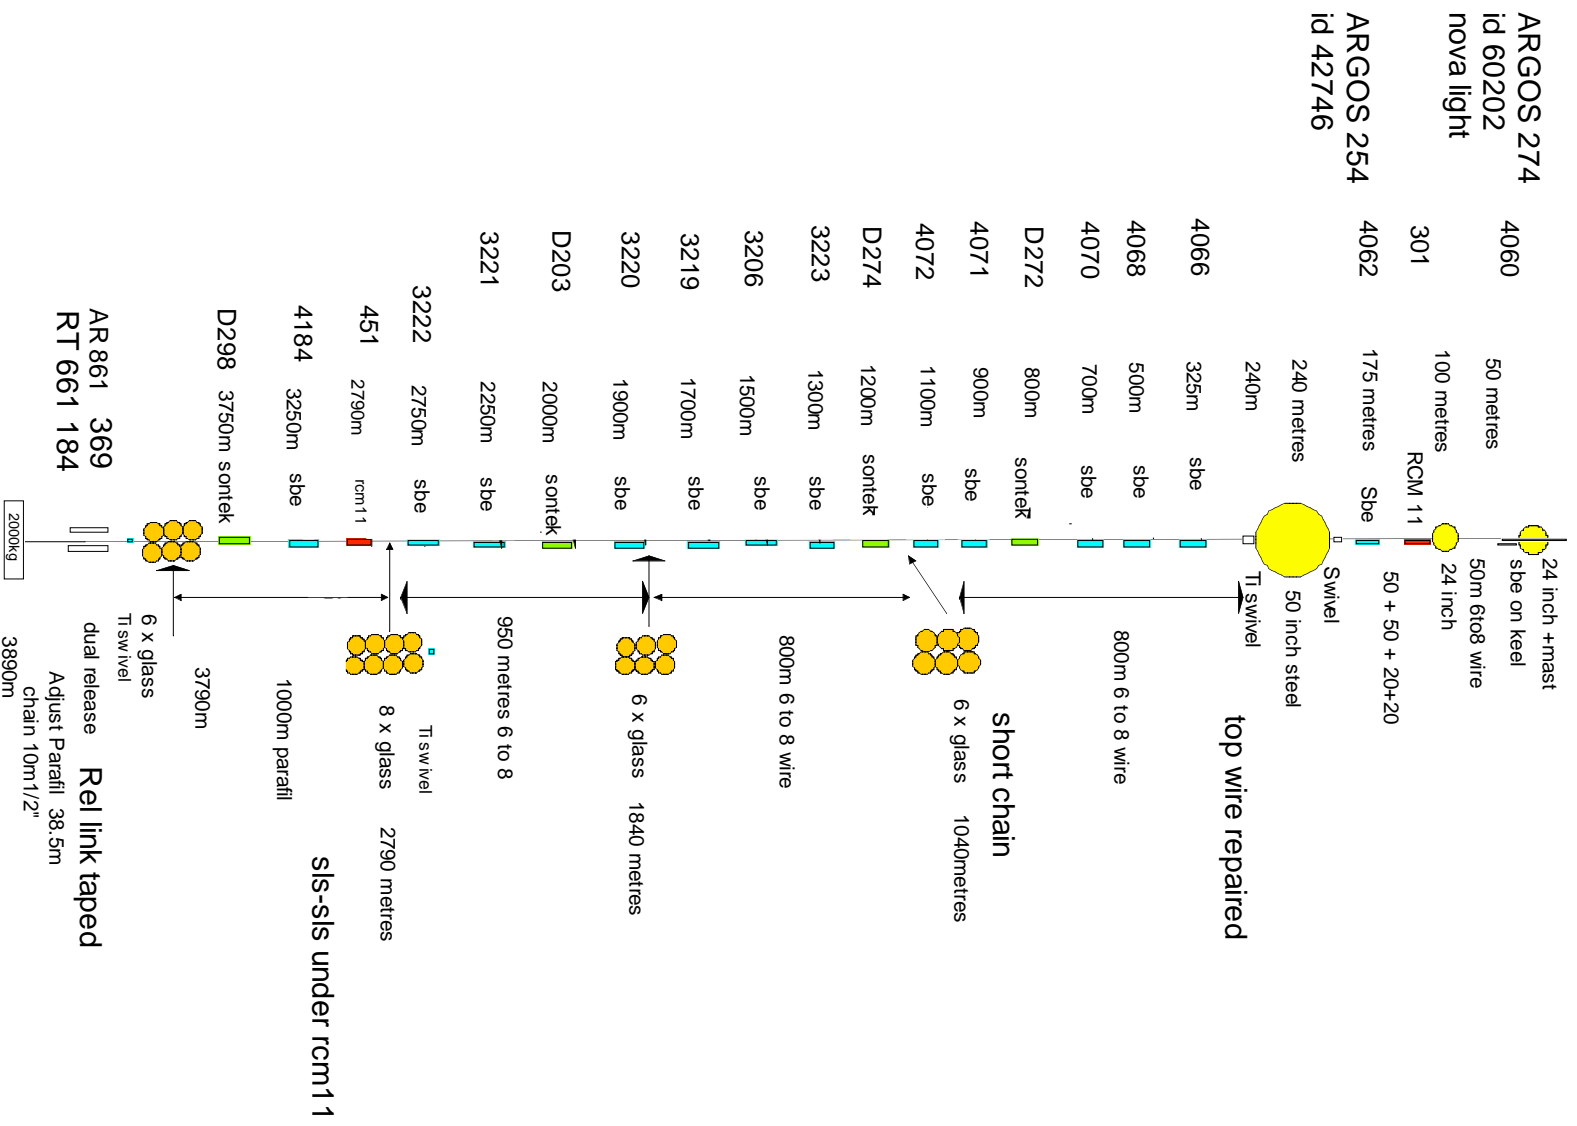 ARGOS 274
id 60202
nova light
ARGOS 254
id 42746
4060
301
4062
4066
4068
4070
D272
4071
4072
D274
3223
3206
3219
3220
D203
3221
3222
451
4184
D298
AR 861 369
RT 661 184
50 metres
100 metres
RCM 11
175 metres Sbe
240 metres
240m
325m sbe
500m sbe
700m sbe
800m sontek
900m sbe
1100m sbe
1200m sontek
1300m sbe
1500m sbe
1700m sbe
1900m sbe
2000m sontek
2250m sbe
2750m sbe
2790m rcm11
3250m sbe
3750m sontek
2000kg
24 inch +mast
sbe on keel
50m 6to8 wire
24 inch
50 + 50 + 20+20
Swivel
50 inch steel
Ti swivel
top wire repaired
800m 6 to 8 wire
short chain
6 x glass 1040metres
800m 6 to 8 wire
6 x glass 1840 metres
950 metres 6 to 8
Ti swivel
8 x glass 2790 metres
sls-sls under rcm11
1000m parafil
3790m
6 x glass
Ti swivel
dual release Rel link taped
Adjust Parafil 38.5m
chain 10m1/2"
3890m